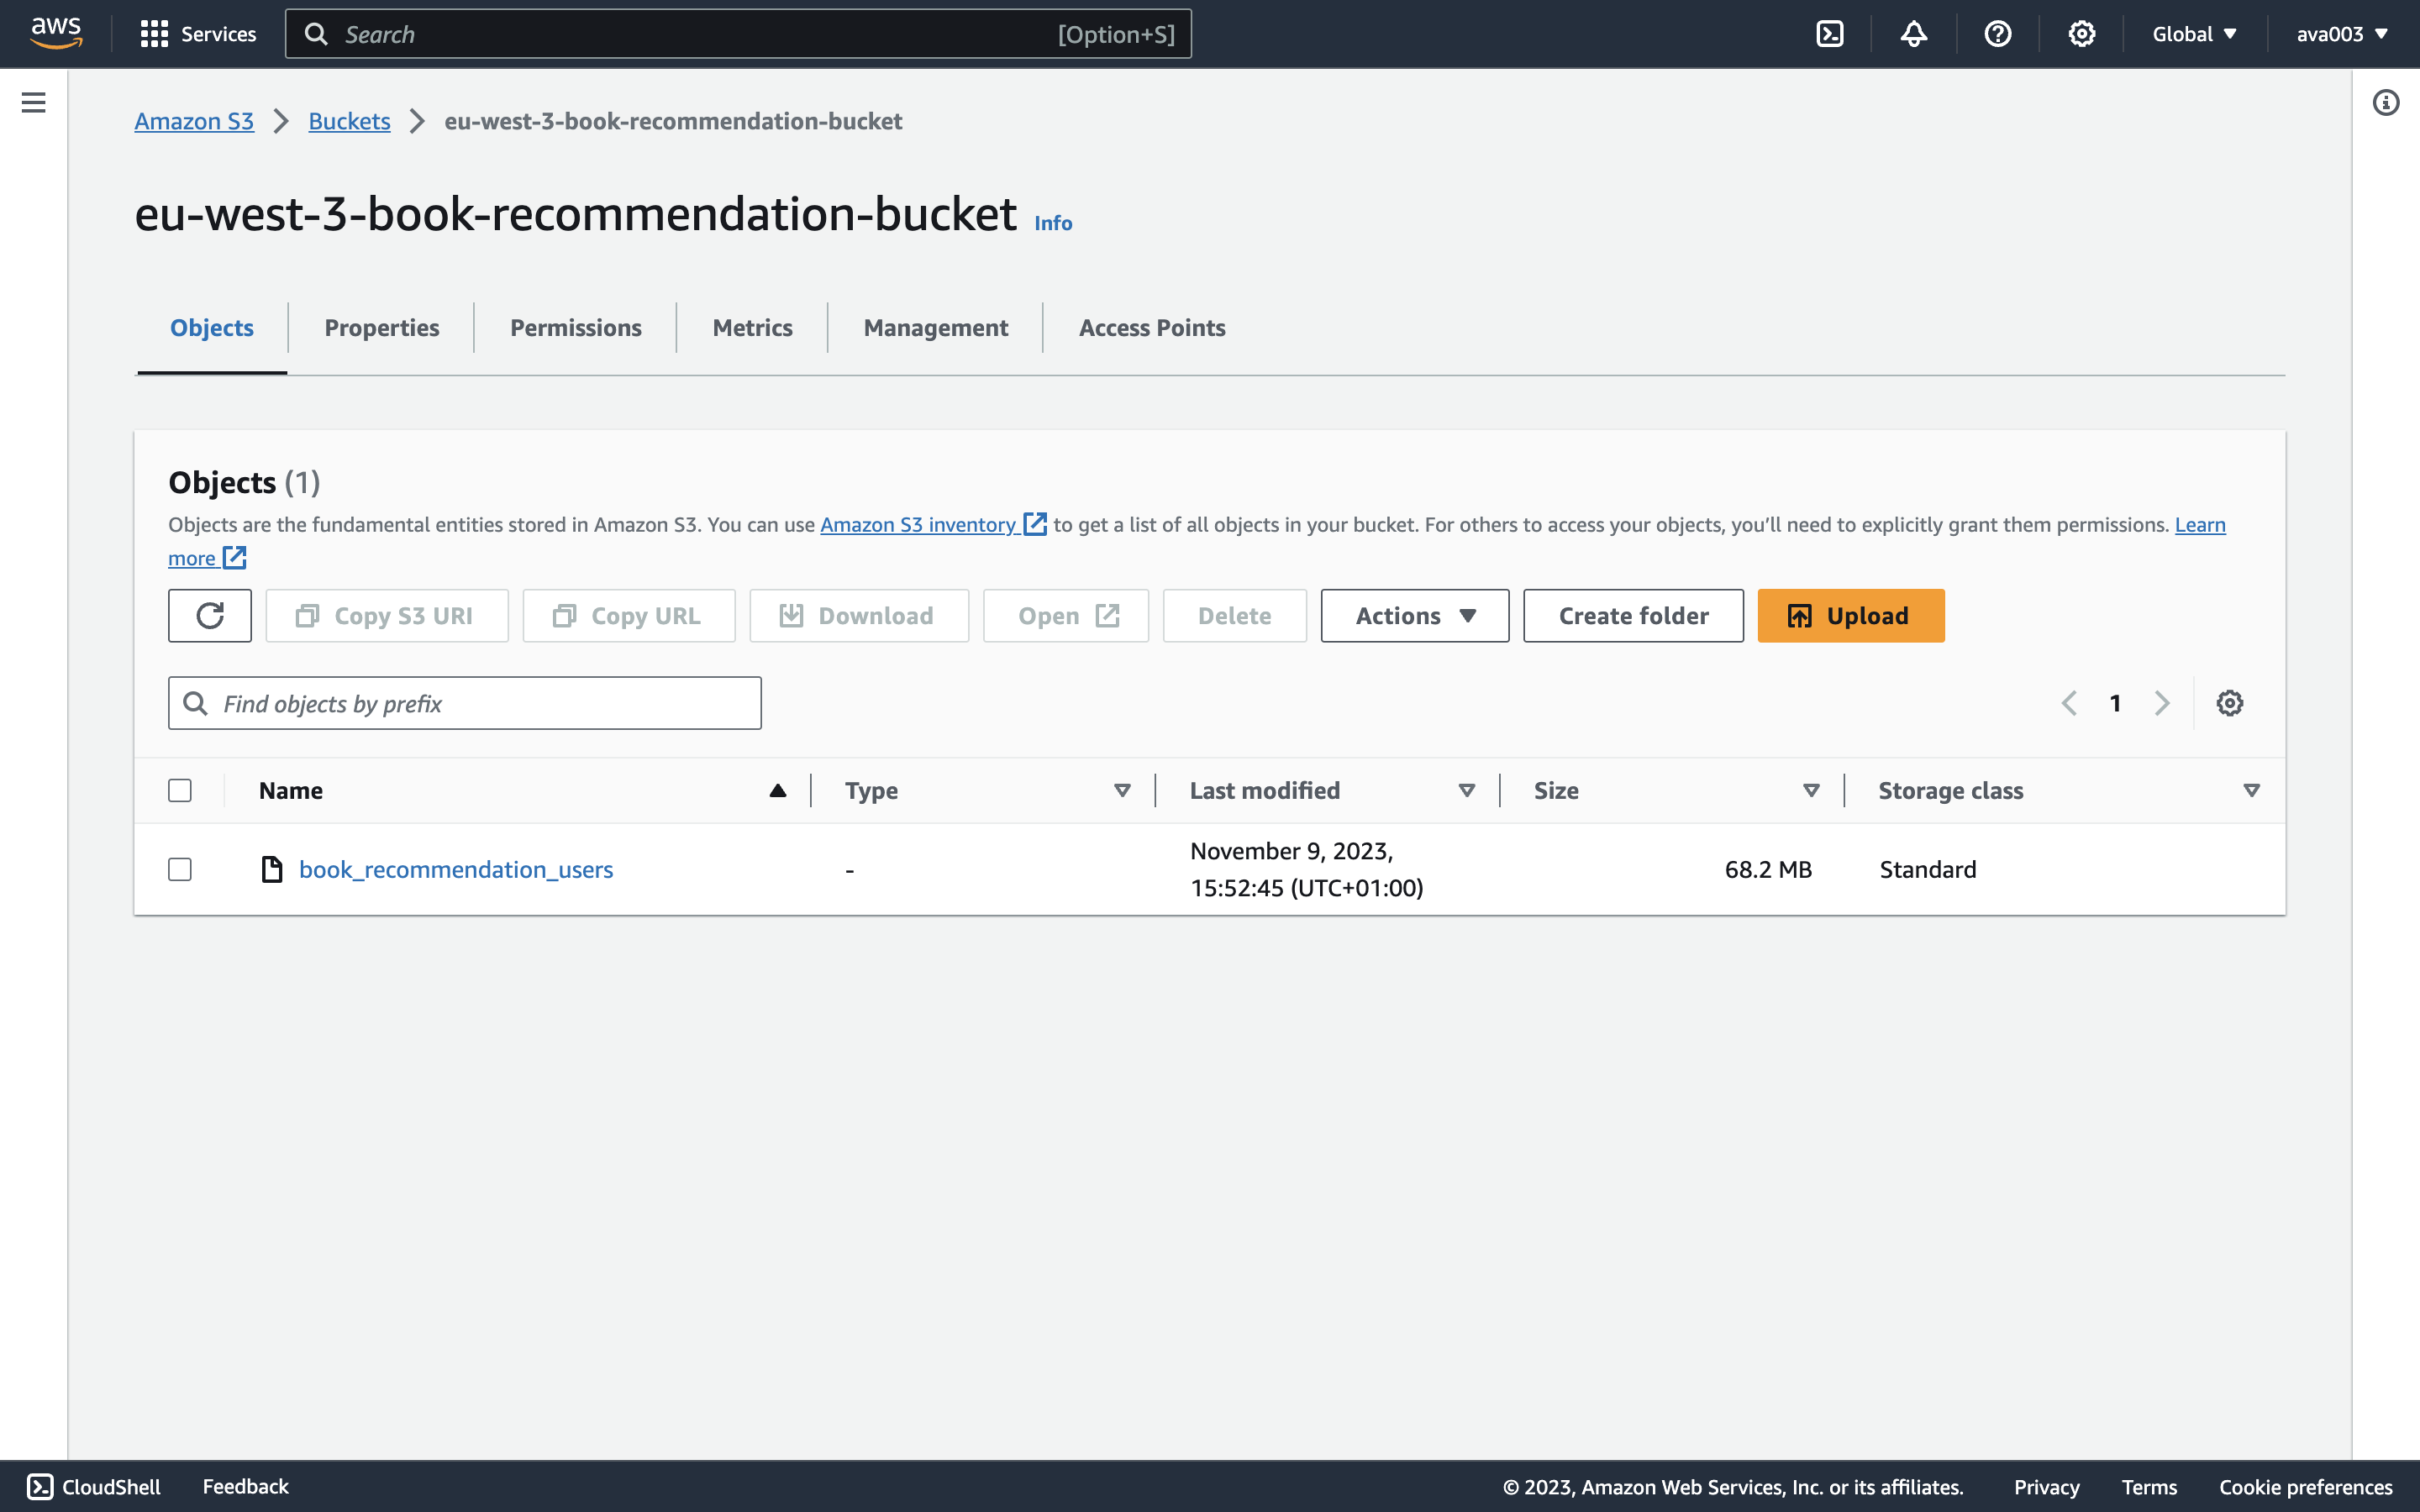 aws
Services
Search
[Option+S]
Global
ava003
Amazon S3
Buckets
eu-west-3-book-recommendation-bucket
eu-west-3-book-recommendation-bucket
Info
Objects
Properties
Permissions
Metrics
Management
Access Points
Objects (1)
Objects are the fundamental entities stored in Amazon S3. You can use Amazon S3 inventory to get a list of all objects in your bucket. For others to access your objects, you’ll need to explicitly grant them permissions. Learn
more
Copy S3 URI
Copy URL
Download
Open
Delete
Actions
Create folder
Upload
Find objects by prefix
1
Name
Type
Last modified
Size
Storage class
book_recommendation_users
-
November 9, 2023,
15:52:45 (UTC+01:00)
68.2 MB
Standard
CloudShell
Feedback
© 2023, Amazon Web Services, Inc. or its affiliates.
Privacy
Terms
Cookie preferences